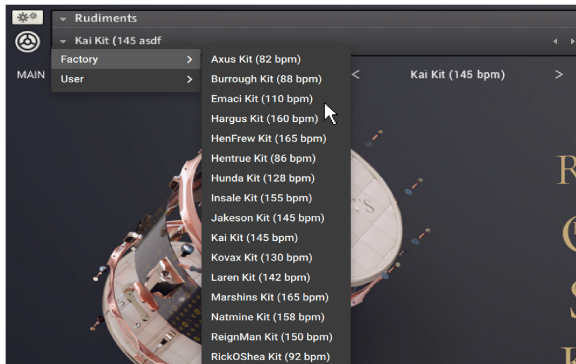 Rudiments
Kai Kit (145 asdf
MAIN
Factory
User
Axus Kit (82 bpm)
Burrough Kit (88 bpm)
Emaci Kit (110 bpm)
Hargus Kit (160 bpm)
HenFrew Kit (165 bpm)
Hentrue Kit (86 bpm)
Hunda Kit (128 bpm)
Insale Kit (155 bpm)
Jakeson Kit (145 bpm)
Kai Kit (145 bpm)
Kovax Kit (130 bpm)
Laren Kit (142 bpm)
Marshins Kit (165 bpm)
Natmine Kit (158 bpm)
ReignMan Kit (150 bpm)
RickOShea Kit (92 bpm)
< Kai Kit (145 bpm) >
R